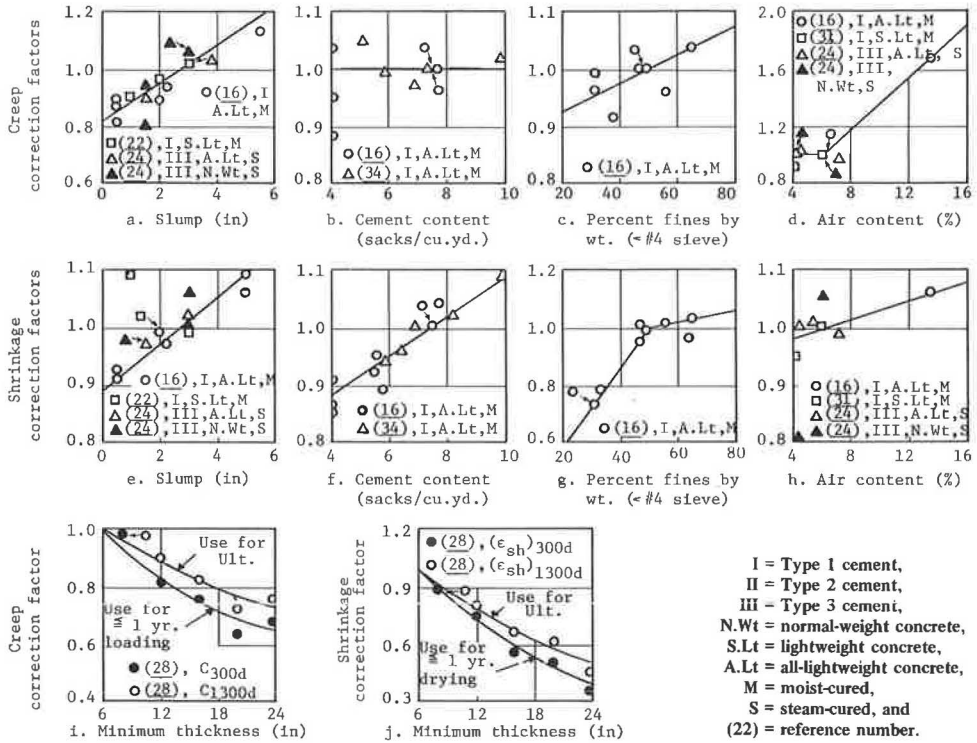 Creep correction factors
1.2
1.0
0.8
0.6
0 2 4 6
○(16),I
A.Lt,M
□(22),I,S.Lt,M
△(24),III,A.Lt,S
▲(24),III,N.Wt,S
a. Slump (in)
1.1
1.0
0.9
0.8
4 6 8 10
○(16),I,A.Lt,M
△(34),I,A.Lt,M
b. Cement content
(sacks/cu.yd.)
1.1
1.0
0.9
0.8
20 40 60 80
○(16),I,A.Lt,M
c. Percent fines by
wt. (<#4 sieve)
2.0
1.6
1.2
1.0
0.8
4 8 12 16
○(16),I,A.Lt,M
□(31),I,S.Lt,M
△(24),III,A.Lt, S
▲(24),III,
N.Wt,S
d. Air content (%)
Shrinkage correction factors
1.1
1.0
0.9
0.8
0 2 4 6
○(16),I,A.Lt,M
□(22),I,S.Lt,M
△(24),III,A.Lt,S
▲(24),III,N.Wt,S
e. Slump (in)
1.1
1.0
0.9
0.8
4 6 8 10
○(16),I,A.Lt,M
△(34),I,A.Lt,M
f. Cement content
(sacks/cu.yd.)
1.2
1.0
0.8
0.6
20 40 60 80
○(16),I,A.Lt,M
g. Percent fines by
wt. (<#4 sieve)
1.1
1.0
0.9
0.8
4 8 12 16
○(16),I,A.Lt,M
□(31),I,S.Lt,M
△(24),III,A.Lt,S
▲(24),III,N.Wt,S
h. Air content (%)
Creep correction factor
1.0
0.8
0.6
0.4
6 12 18 24
Use for
Ult.
Use for
≦ 1 yr.
loading
●(28), C300d
○(28), C1300d
i. Minimum thickness (in)
Shrinkage correction factor
1.2
0.9
0.6
0.3
6 12 18 24
●(28),(εsh)300d
○(28),(εsh)1300d
Use for
Ult.
Use for
≦ 1 yr.
drying
j. Minimum thickness (in)
I = Type 1 cement,
II = Type 2 cement,
III = Type 3 cement,
N.Wt = normal-weight concrete,
S.Lt = lightweight concrete,
A.Lt = all-lightweight concrete,
M = moist-cured,
S = steam-cured, and
(22) = reference number.